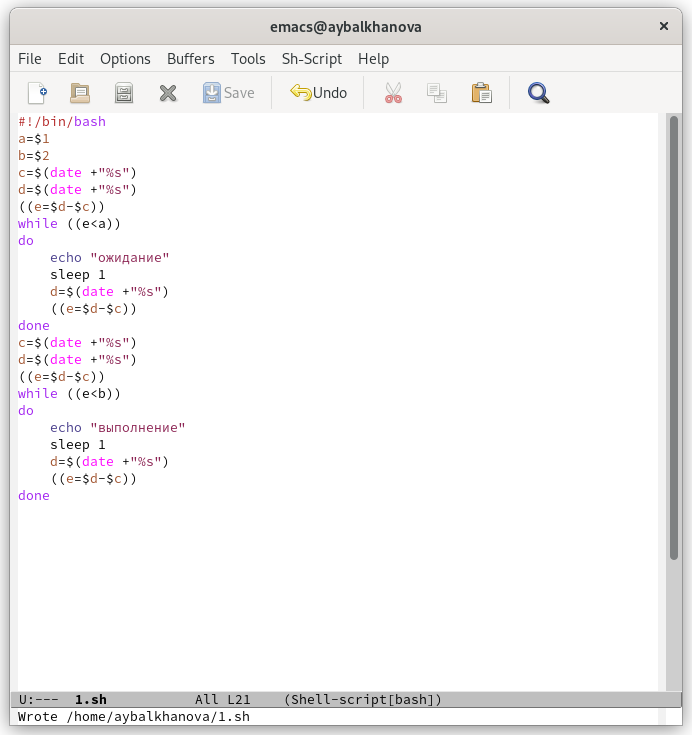 emacs@aybalkhanova ×
File Edit Options Buffers Tools Sh-Script Help
Save Undo
#!/bin/bash
a=$1
b=$2
c=$(date +"%s")
d=$(date +"%s")
((e=$d-$c))
while ((e<a))
do
    echo "ожидание"
    sleep 1
    d=$(date +"%s")
    ((e=$d-$c))
done
c=$(date +"%s")
d=$(date +"%s")
((e=$d-$c))
while ((e<b))
do
    echo "выполнение"
    sleep 1
    d=$(date +"%s")
    ((e=$d-$c))
done
U:---  1.sh           All L21    (Shell-script[bash])
Wrote /home/aybalkhanova/1.sh